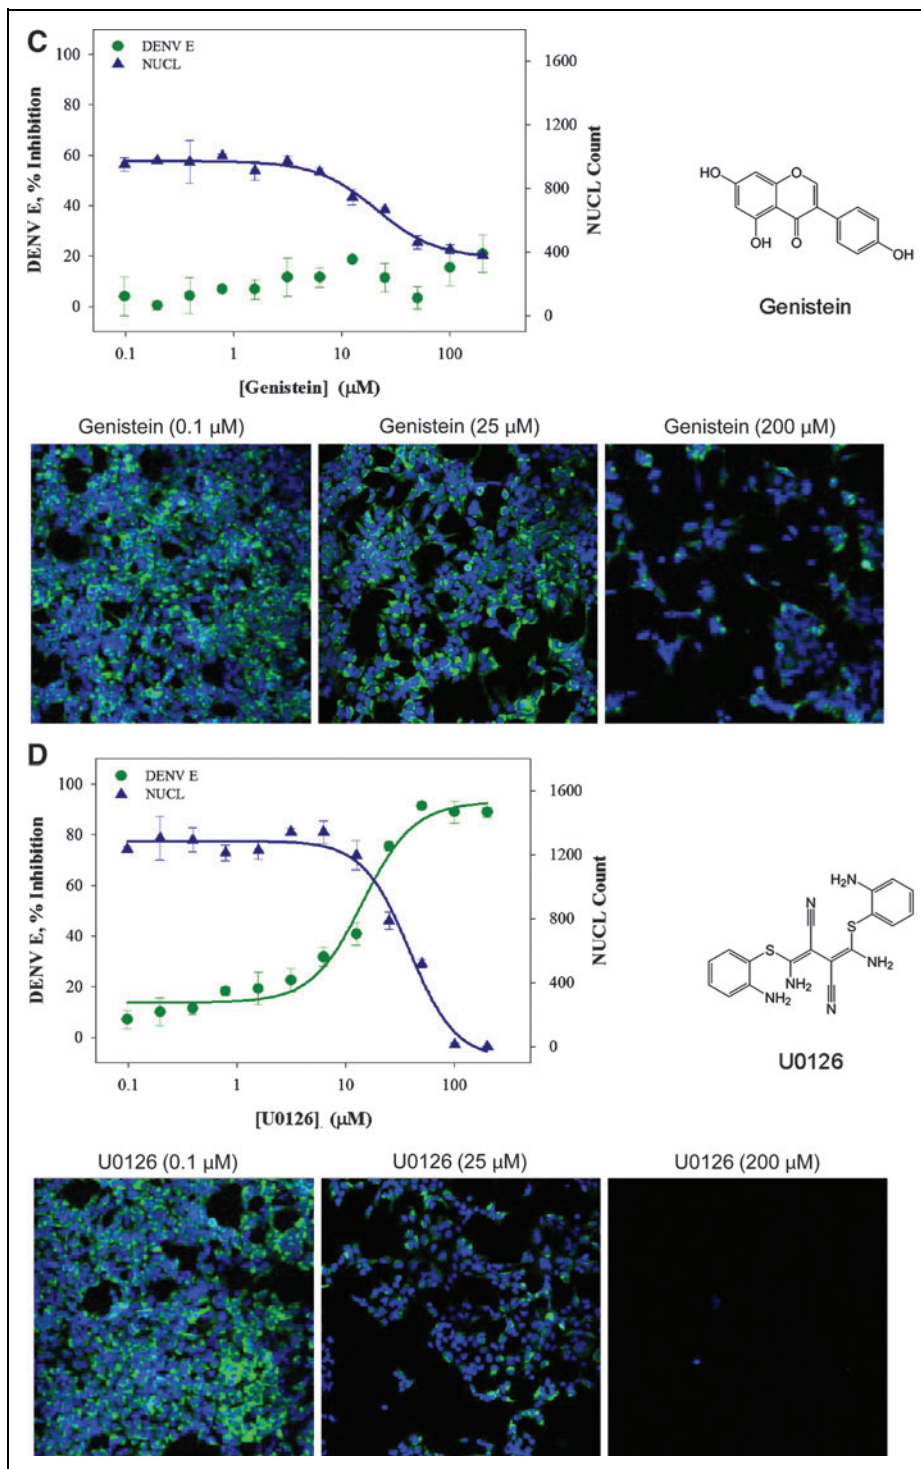 C
DENV E
NUCL
100
80
60
40
20
0
DENV E, % Inhibition
1600
1200
800
400
0
NUCL Count
0.1 1 10 100
[Genistein] (μM)
HO
O
OH
O
OH
Genistein
Genistein (0.1 μM) Genistein (25 μM) Genistein (200 μM)
D
DENV E
NUCL
100
80
60
40
20
0
DENV E, % Inhibition
1600
1200
800
400
0
NUCL Count
0.1 1 10 100
[U0126] (μM)
H₂N
N
S
S
NH₂
NH₂
NH₂
N
U0126
U0126 (0.1 μM) U0126 (25 μM) U0126 (200 μM)